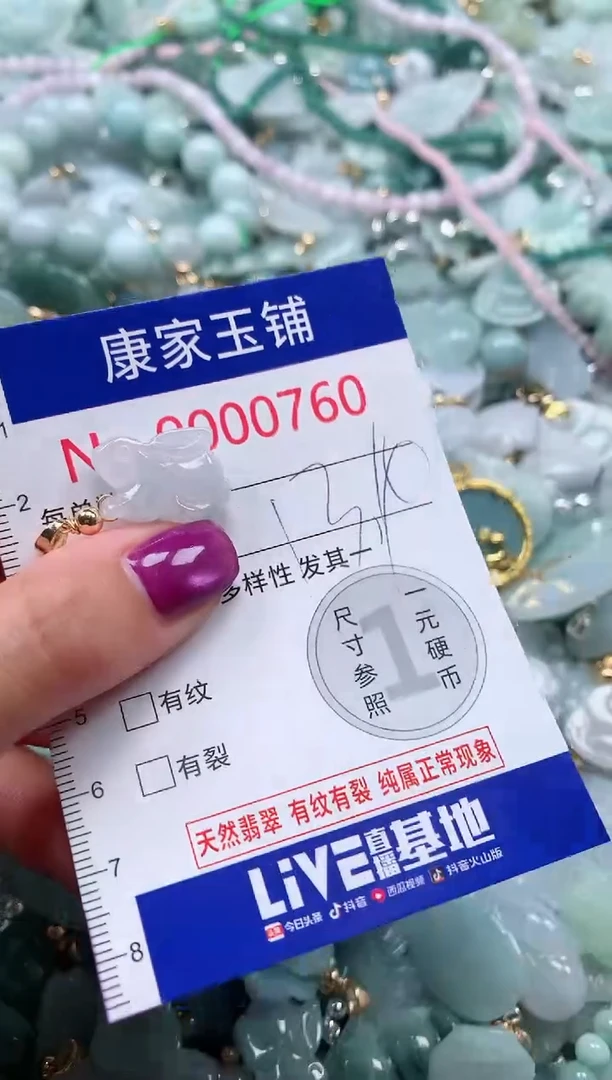 康家玉铺
0000760
1
2
多样性 发其一
一元硬币
尺寸参照
1
5
有纹
6
有裂
天然翡翠 有纹有裂 纯属正常现象
7
LiVE直播基地
今日头条 抖音 西瓜视频 抖音火山版
8